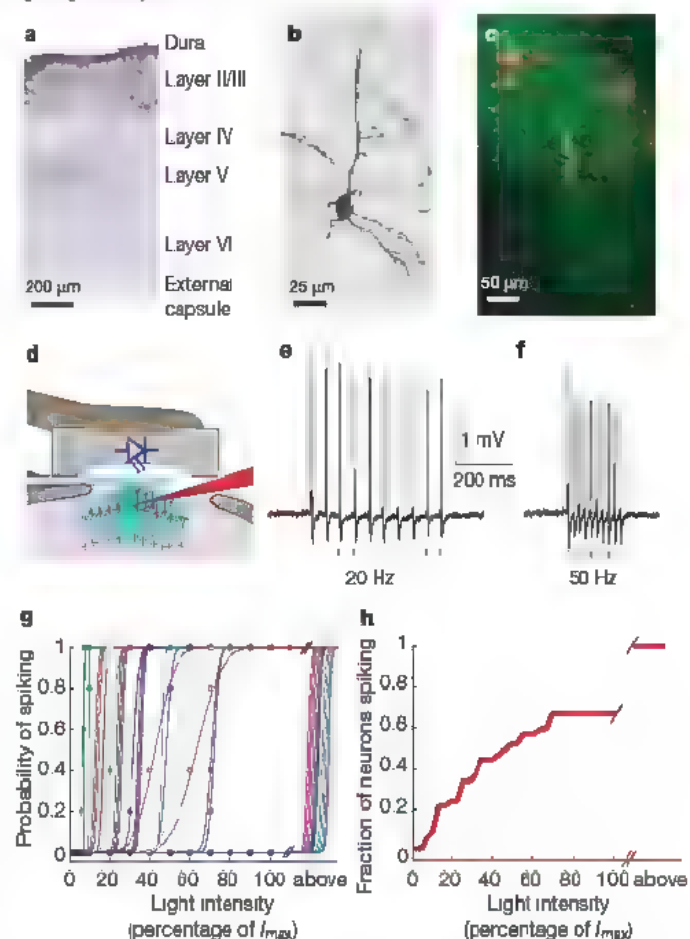 a
Dura
Layer II/III
Layer IV
Layer V
Layer VI
External
capsule
200 μm
b
25 μm
c
50 μm
d
e
1 mV
200 ms
20 Hz
f
50 Hz
g
Probability of spiking
1
0.8
0.6
0.4
0.2
0
0 20 40 60 80 100 above
Light intensity
(percentage of Imax)
h
Fraction of neurons spiking
1
0.8
0.6
0.4
0.2
0
0 20 40 60 80 100 above
Light intensity
(percentage of Imax)